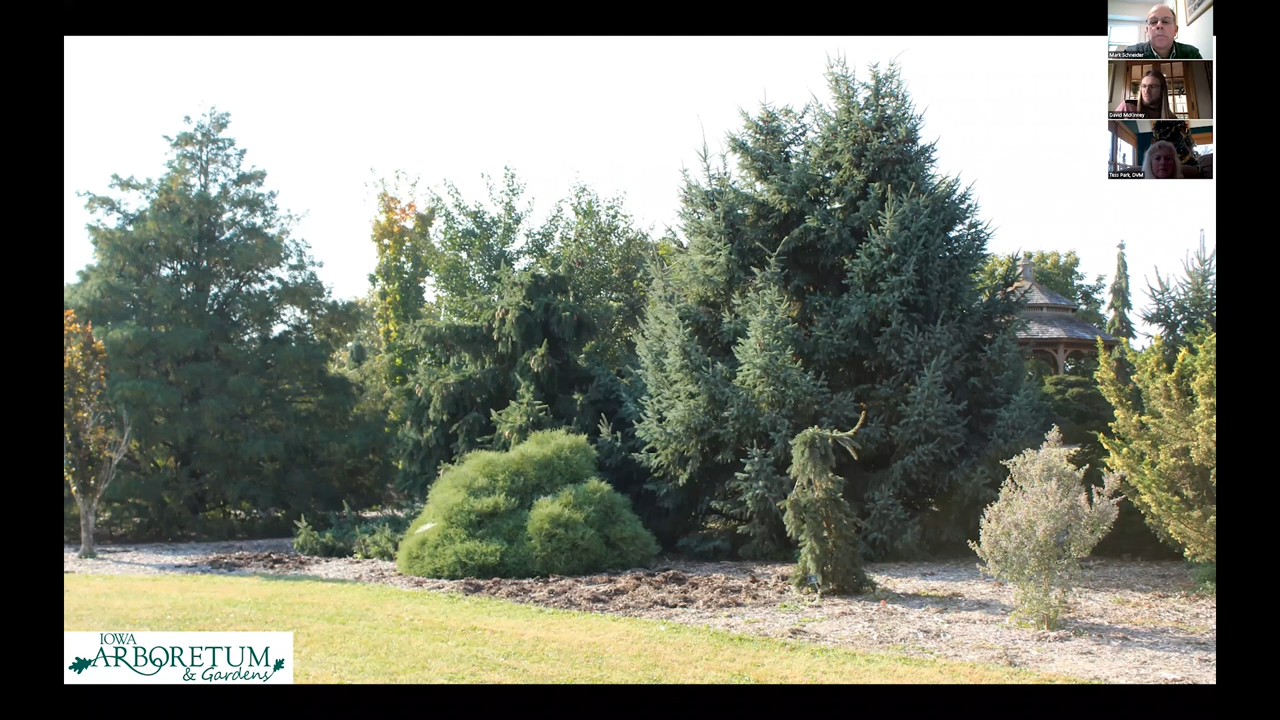 Mark Schneider
David McKinney
Tess Park, DVM
IOWA
ARBORETUM
& Gardens